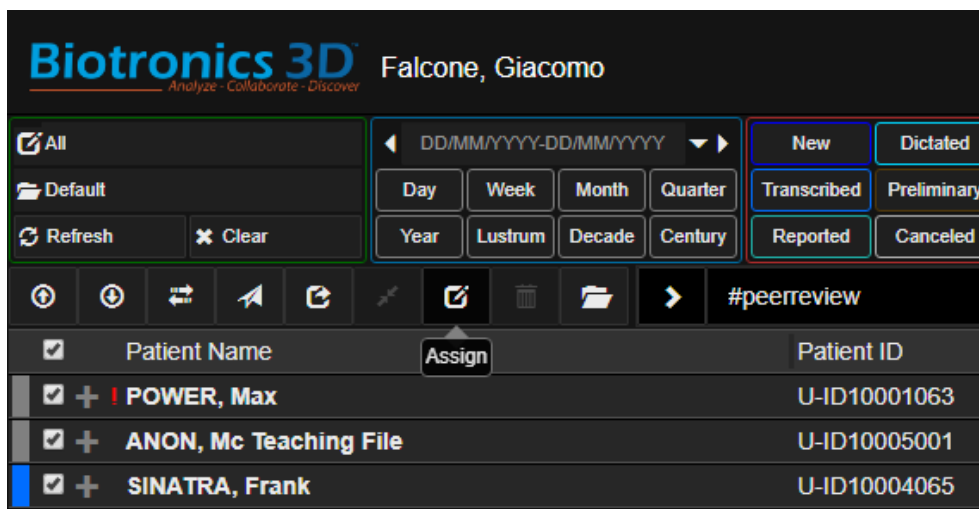 Biotronics 3D™ Falcone, Giacomo
Analyze - Collaborate - Discover
All DD/MM/YYYY-DD/MM/YYYY New Dictated
Default Day Week Month Quarter Transcribed Preliminary
Refresh Clear Year Lustrum Decade Century Reported Canceled
#peerreview
Patient Name Patient ID
Assign
! POWER, Max U-ID10001063
ANON, Mc Teaching File U-ID10005001
SINATRA, Frank U-ID10004065